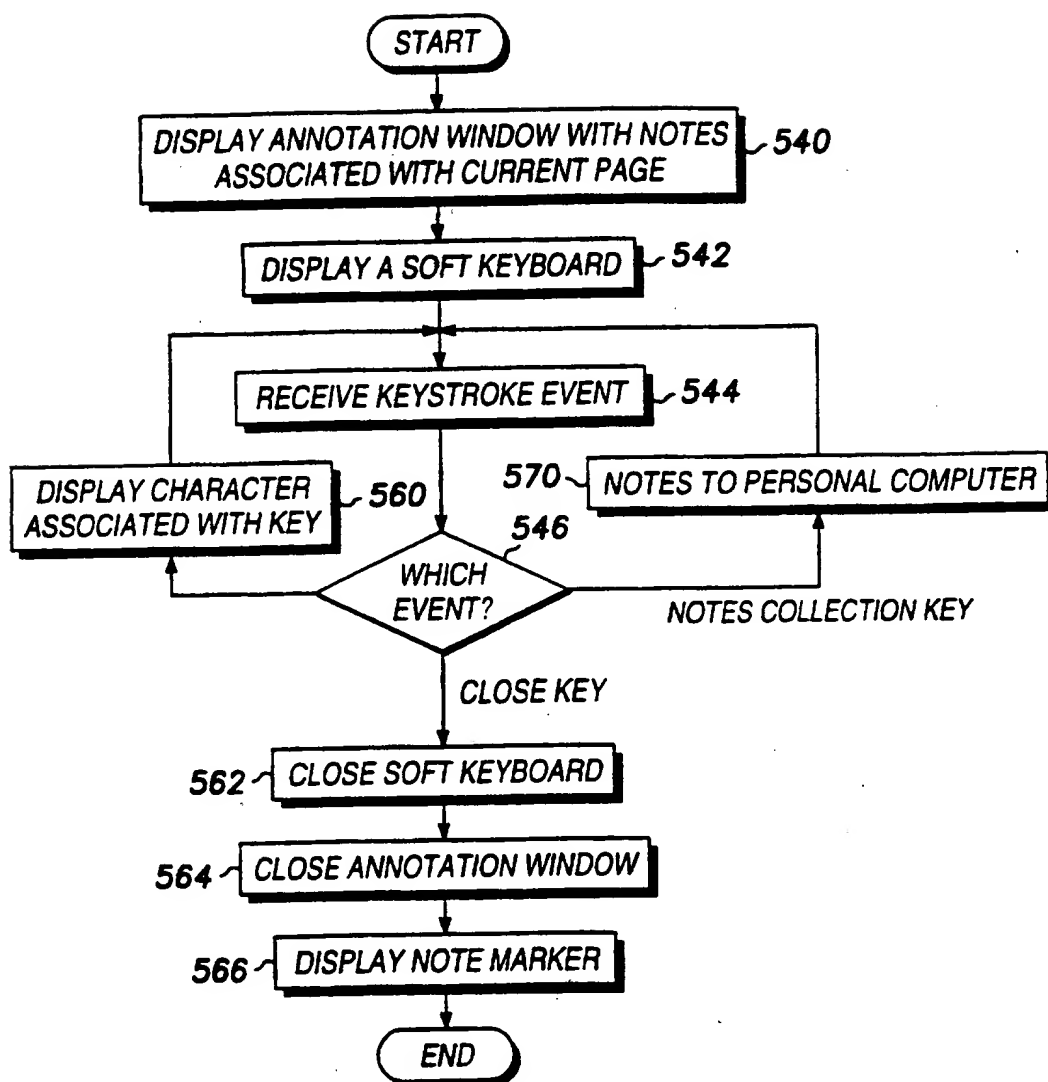 START
DISPLAY ANNOTATION WINDOW WITH NOTES
ASSOCIATED WITH CURRENT PAGE
540
DISPLAY A SOFT KEYBOARD
542
RECEIVE KEYSTROKE EVENT
544
DISPLAY CHARACTER
ASSOCIATED WITH KEY
560
570
NOTES TO PERSONAL COMPUTER
546
WHICH
EVENT?
NOTES COLLECTION KEY
CLOSE KEY
562
CLOSE SOFT KEYBOARD
564
CLOSE ANNOTATION WINDOW
566
DISPLAY NOTE MARKER
END